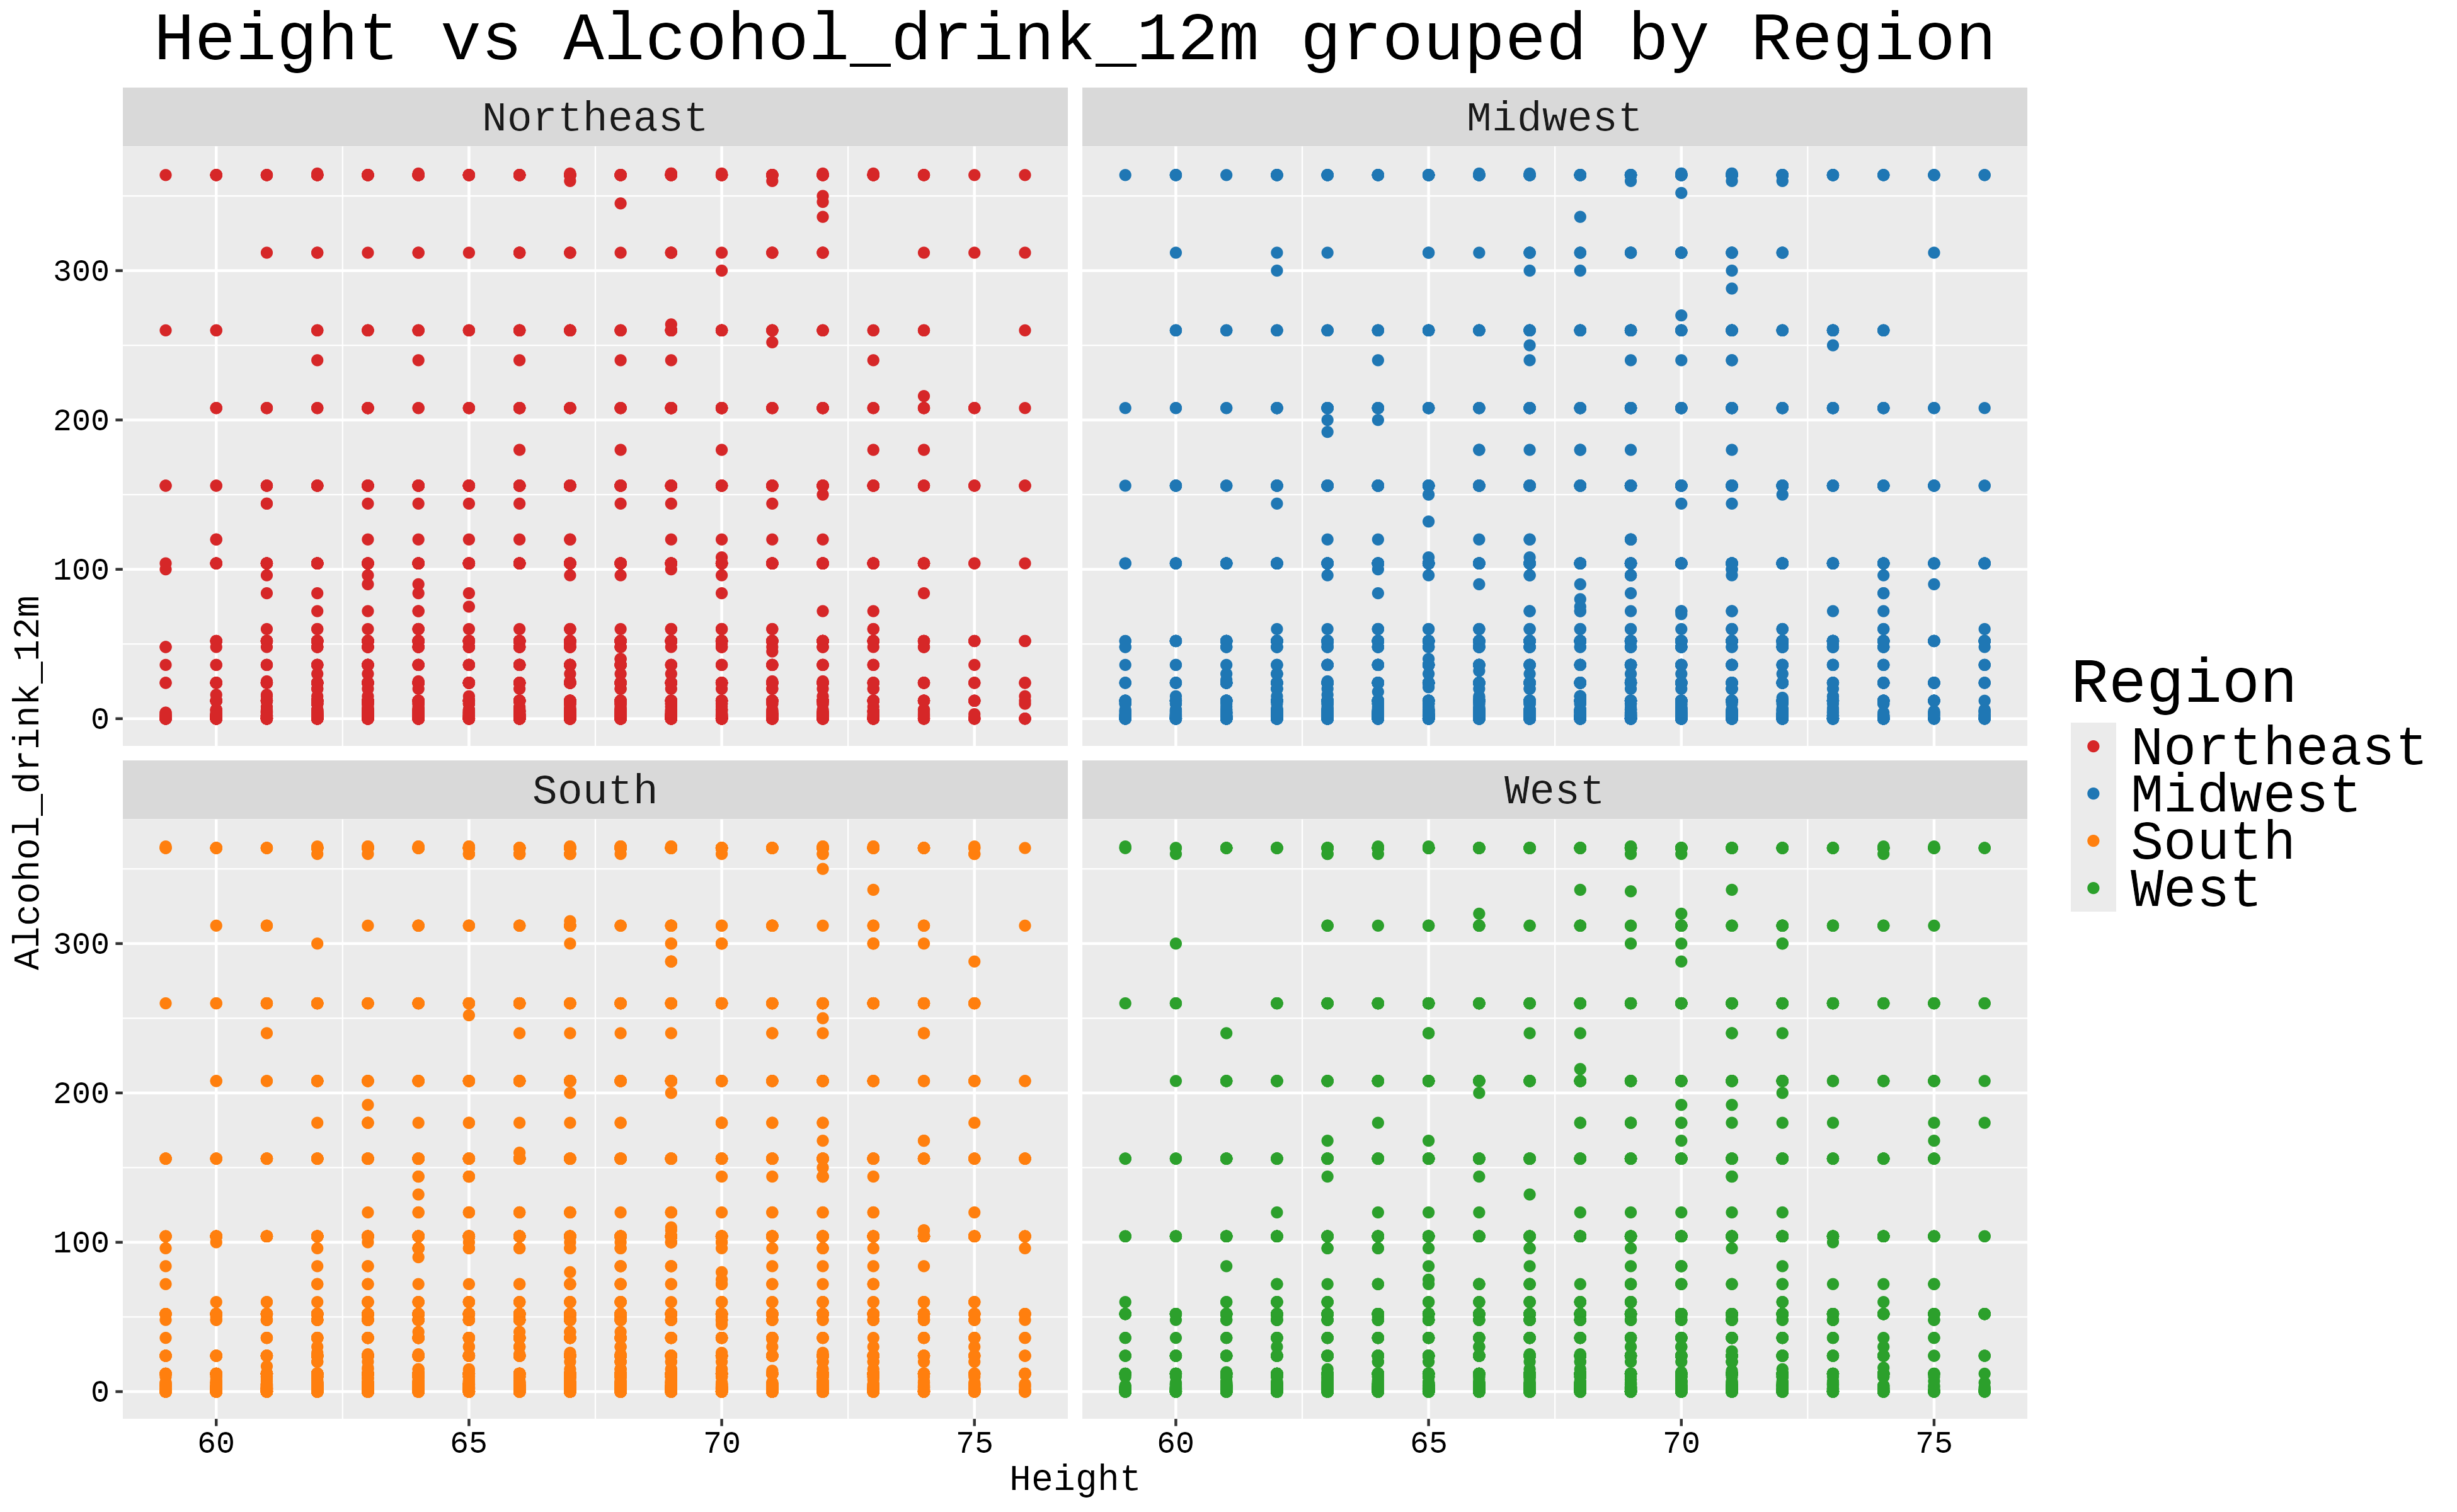 Height vs Alcohol_drink_12m grouped by Region
Northeast
Midwest
300
200
100
0
South
West
300
200
100
0
60
65
70
75
60
65
70
75
Height
Alcohol_drink_12m
Region
Northeast
Midwest
South
West